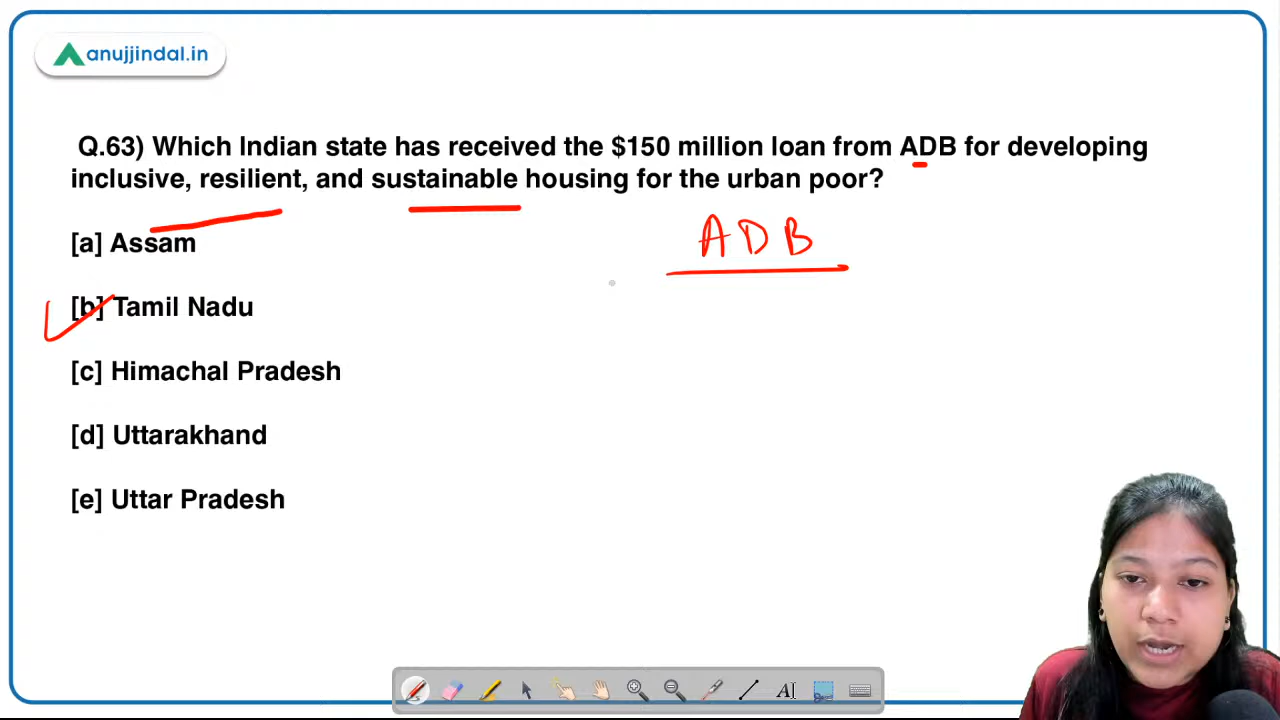 anujjindal.in
Q.63) Which Indian state has received the $150 million loan from ADB for developing
inclusive, resilient, and sustainable housing for the urban poor?
ADB
[a] Assam
[b] Tamil Nadu
[c] Himachal Pradesh
[d] Uttarakhand
[e] Uttar Pradesh
A